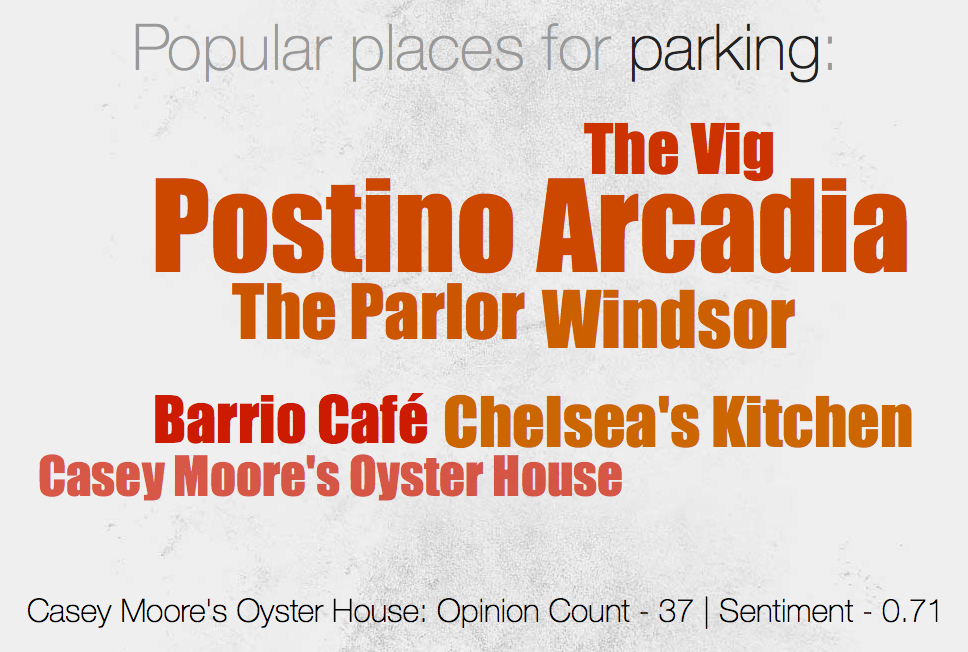 Popular places for parking:
The Vig
Postino Arcadia
The Parlor Windsor
Barrio Café Chelsea's Kitchen
Casey Moore's Oyster House
Casey Moore's Oyster House: Opinion Count - 37 | Sentiment - 0.71